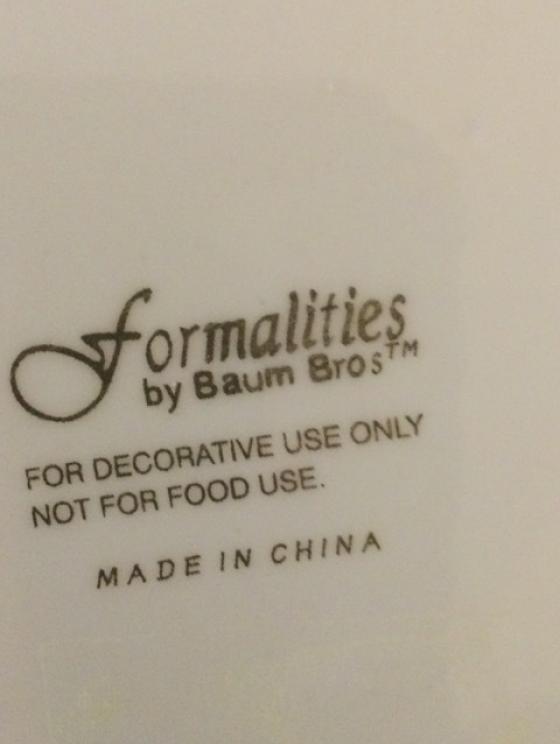 Formalities
by Baum Bros™
FOR DECORATIVE USE ONLY
NOT FOR FOOD USE.
MADE IN CHINA